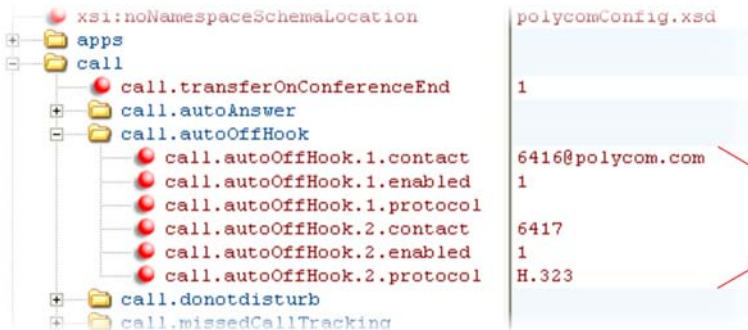 xsi:noNamespaceSchemaLocation polycomConfig.xsd
apps
call
call.transferOnConferenceEnd 1
call.autoAnswer
call.autoOffHook
call.autoOffHook.1.contact 6416@polycom.com
call.autoOffHook.1.enabled 1
call.autoOffHook.1.protocol
call.autoOffHook.2.contact 6417
call.autoOffHook.2.enabled 1
call.autoOffHook.2.protocol H.323
call.donotdisturb
call.missedCallTracking